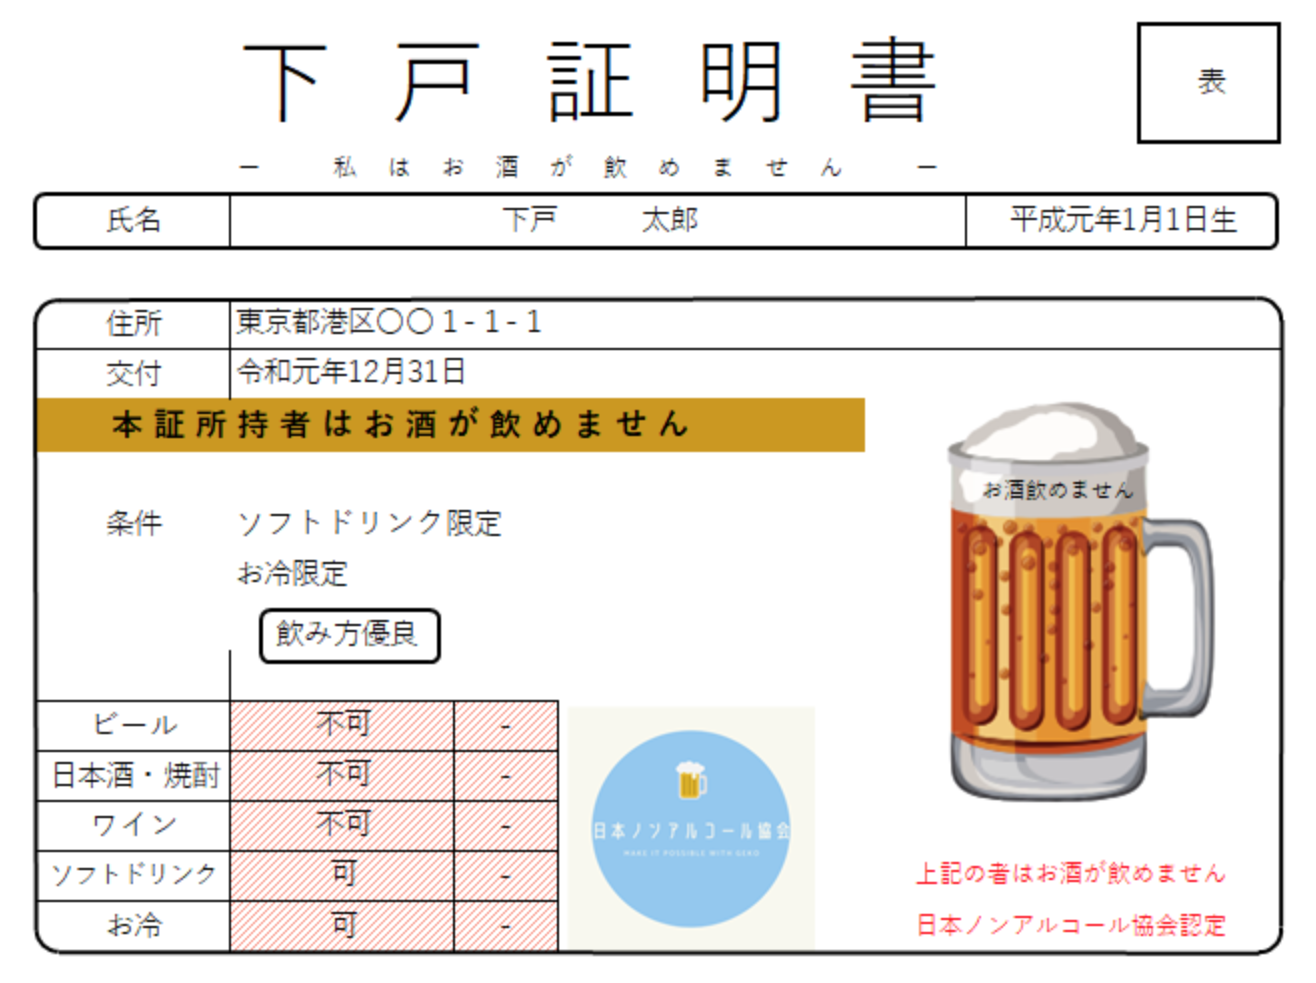 下戸証明書
表
ー 私はお酒が飲めません ー
氏名 下戸 太郎 平成元年1月1日生
住所 東京都港区〇〇 1 - 1 - 1
交付 令和元年12月31日
本証所持者はお酒が飲めません
お酒飲めません
条件 ソフトドリンク限定
お冷限定
飲み方優良
ビール 不可 -
日本酒・焼酎 不可 -
ワイン 不可 -
ソフトドリンク 可 -
お冷 可 -
日本ノンアルコール協会
MAKE IT POSSIBLE WITH GEKO
上記の者はお酒が飲めません
日本ノンアルコール協会認定